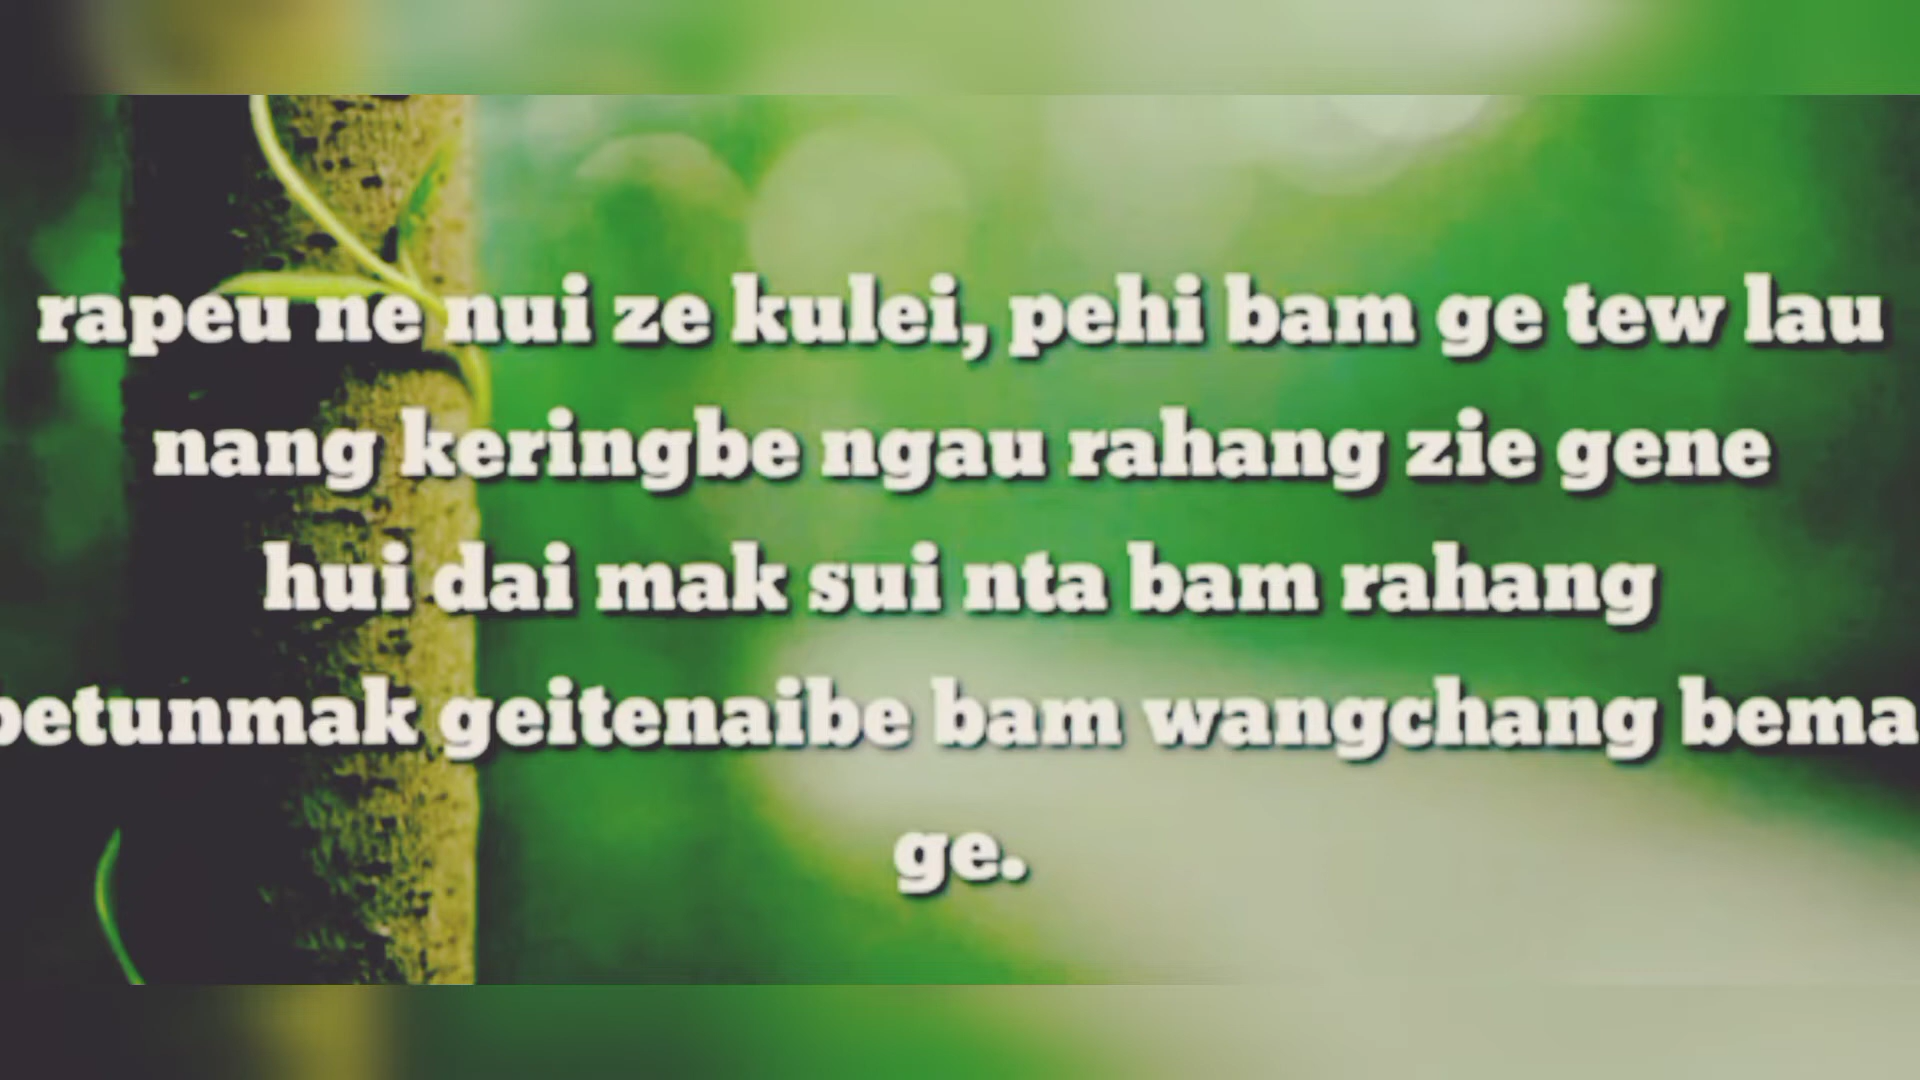 rapeu ne nui ze kulei, pehi bam ge tew lau
nang keringbe ngau rahang zie gene
hui dai mak sui nta bam rahang
betunmak geitenaibe bam wangchang bema
ge.